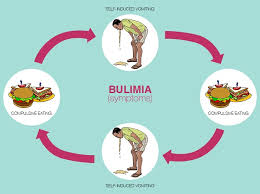 SELF-INDUCED VOMITING
BULIMIA
(symptoms)
COMPULSIVE EATING
COMPULSIVE EATING
SELF-INDUCED VOMITING